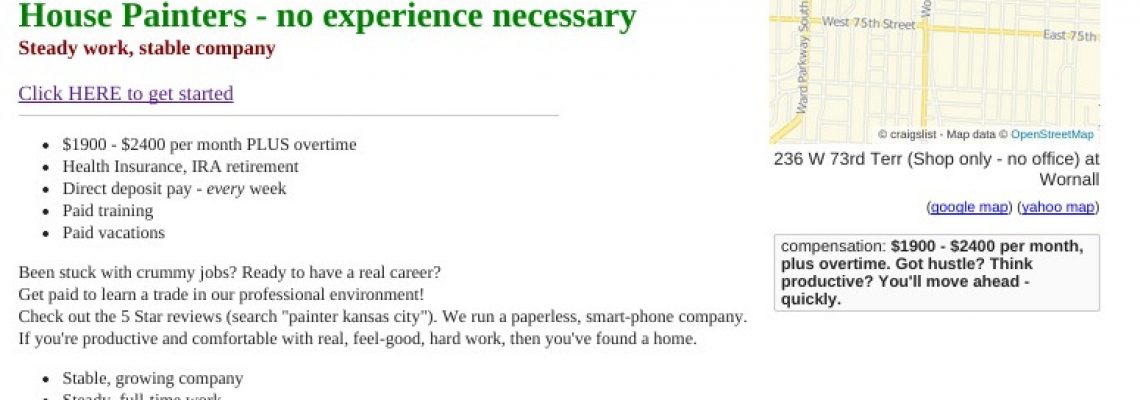 House Painters - no experience necessary
Steady work, stable company
Click HERE to get started
• $1900 - $2400 per month PLUS overtime
• Health Insurance, IRA retirement
• Direct deposit pay - every week
• Paid training
• Paid vacations
Been stuck with crummy jobs? Ready to have a real career?
Get paid to learn a trade in our professional environment!
Check out the 5 Star reviews (search "painter kansas city"). We run a paperless, smart-phone company.
If you're productive and comfortable with real, feel-good, hard work, then you've found a home.
• Stable, growing company
• Steady, full-time work
West 75th Street
East 75th
Ward Parkway South
Wo
© craigslist - Map data © OpenStreetMap
236 W 73rd Terr (Shop only - no office) at
Wornall
(google map) (yahoo map)
compensation: $1900 - $2400 per month,
plus overtime. Got hustle? Think
productive? You'll move ahead -
quickly.